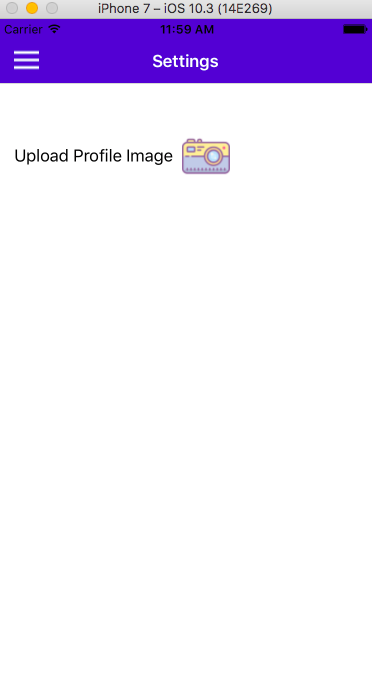 iPhone 7 – iOS 10.3 (14E269)
Carrier 11:59 AM
Settings
Upload Profile Image